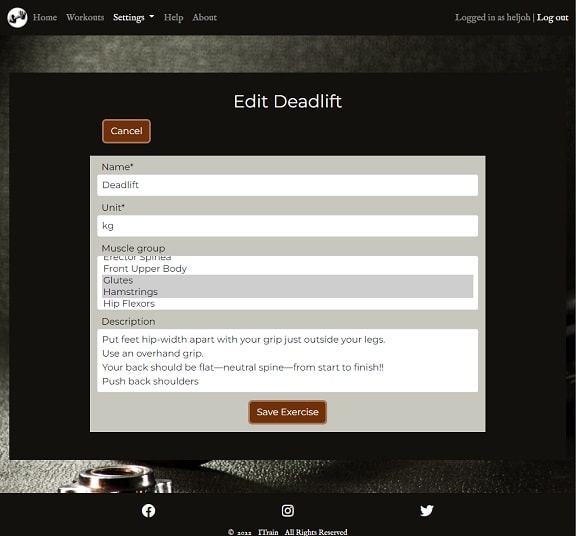 Home Workouts Settings Help About Logged in as heljoh | Log out
Edit Deadlift
Cancel
Name*
Deadlift
Unit*
kg
Muscle group
Erector Spinea
Front Upper Body
Glutes
Hamstrings
Hip Flexors
Description
Put feet hip-width apart with your grip just outside your legs.
Use an overhand grip.
Your back should be flat—neutral spine—from start to finish!!
Push back shoulders
Save Exercise
© 2022 ITrain All Rights Reserved